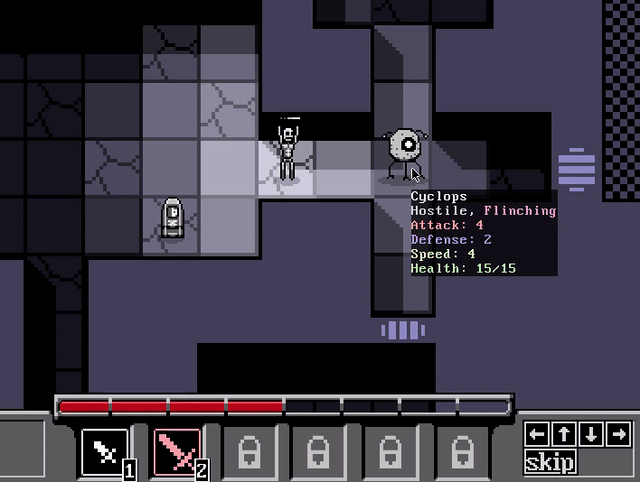 Cyclops
Hostile, Flinching
Attack: 4
Defense: 2
Speed: 4
Health: 15/15
1
2
skip